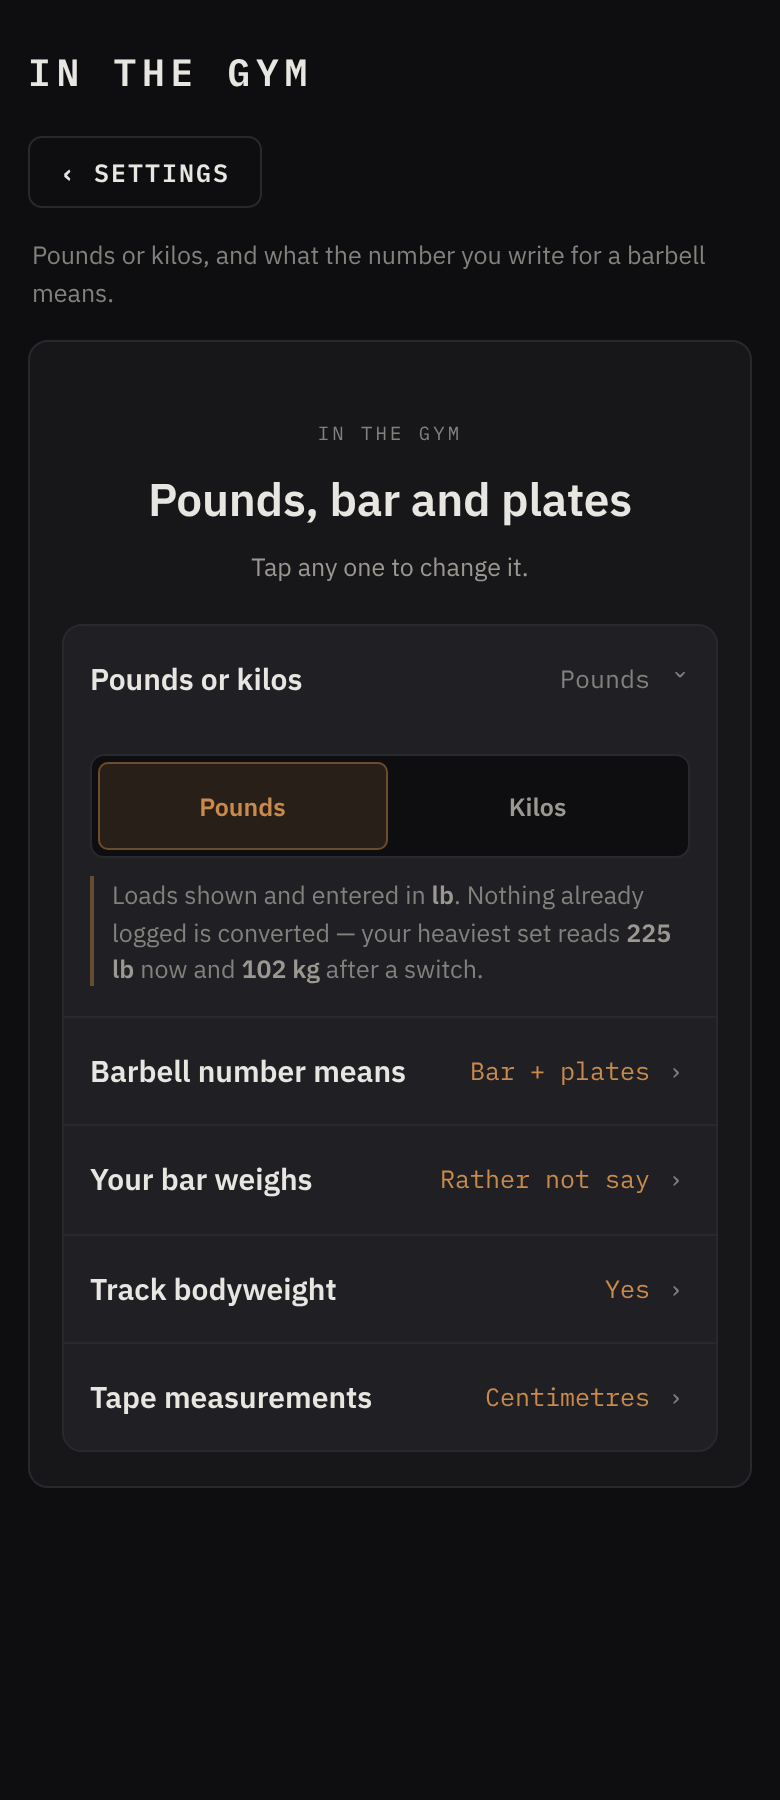 IN THE GYM
‹ SETTINGS
Pounds or kilos, and what the number you write for a barbell
means.
IN THE GYM
Pounds, bar and plates
Tap any one to change it.
Pounds or kilos Pounds
Pounds Kilos
Loads shown and entered in lb. Nothing already
logged is converted — your heaviest set reads 225
lb now and 102 kg after a switch.
Barbell number means Bar + plates ›
Your bar weighs Rather not say ›
Track bodyweight Yes ›
Tape measurements Centimetres ›